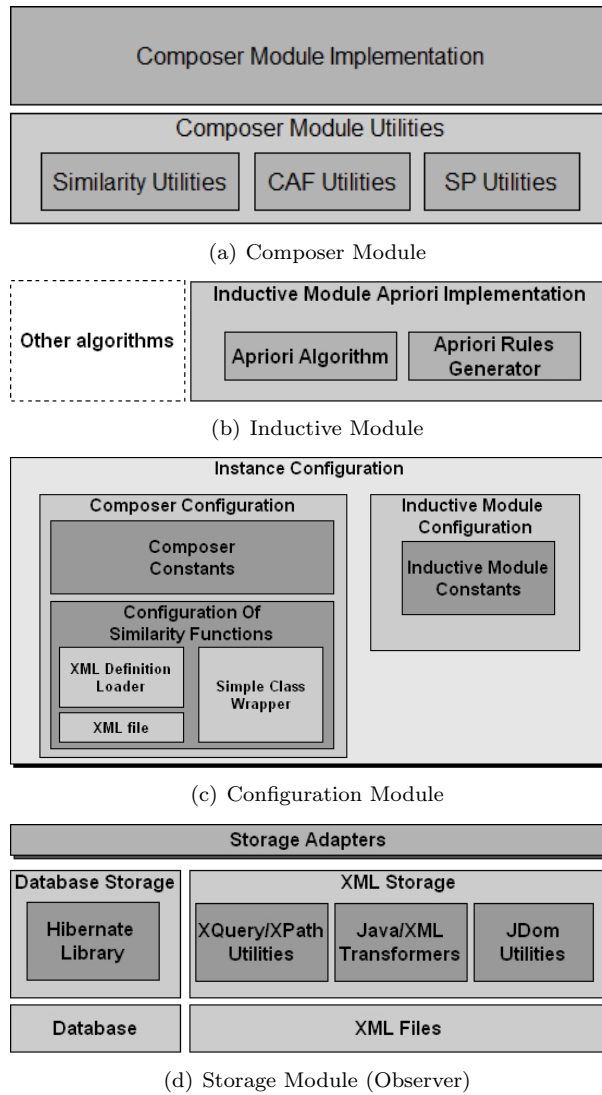 Composer Module Implementation
Composer Module Utilities
Similarity Utilities
CAF Utilities
SP Utilities
(a) Composer Module
Other algorithms
Inductive Module Apriori Implementation
Apriori Algorithm
Apriori Rules
Generator
(b) Inductive Module
Instance Configuration
Composer Configuration
Composer
Constants
Configuration Of
Similarity Functions
XML Definition
Loader
XML file
Simple Class
Wrapper
Inductive Module
Configuration
Inductive Module
Constants
(c) Configuration Module
Storage Adapters
Database Storage
Hibernate
Library
XML Storage
XQuery/XPath
Utilities
Java/XML
Transformers
JDom
Utilities
Database
XML Files
(d) Storage Module (Observer)